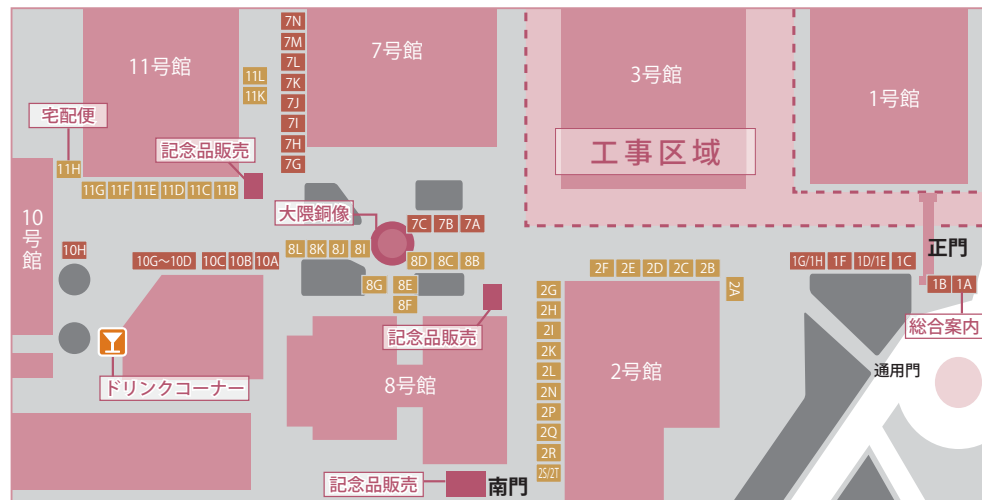 7N
7M
7L
7K
7J
7I
7H
7G
11号館
7号館
3号館
1号館
11L
11K
宅配便
記念品販売
工事区域
11H
11G
11F
11E
11D
11C
11B
10号館
大隈銅像
7C
7B
7A
10H
10G〜10D
10C
10B
10A
8L
8K
8J
8I
8D
8C
8B
8G
8E
8F
正門
1G/1H
1F
1D/1E
1C
1B
1A
総合案内
2F
2E
2D
2C
2B
2A
2G
2H
2I
2K
2L
2N
2P
2Q
2R
2S/2T
記念品販売
2号館
通用門
ドリンクコーナー
8号館
記念品販売
南門